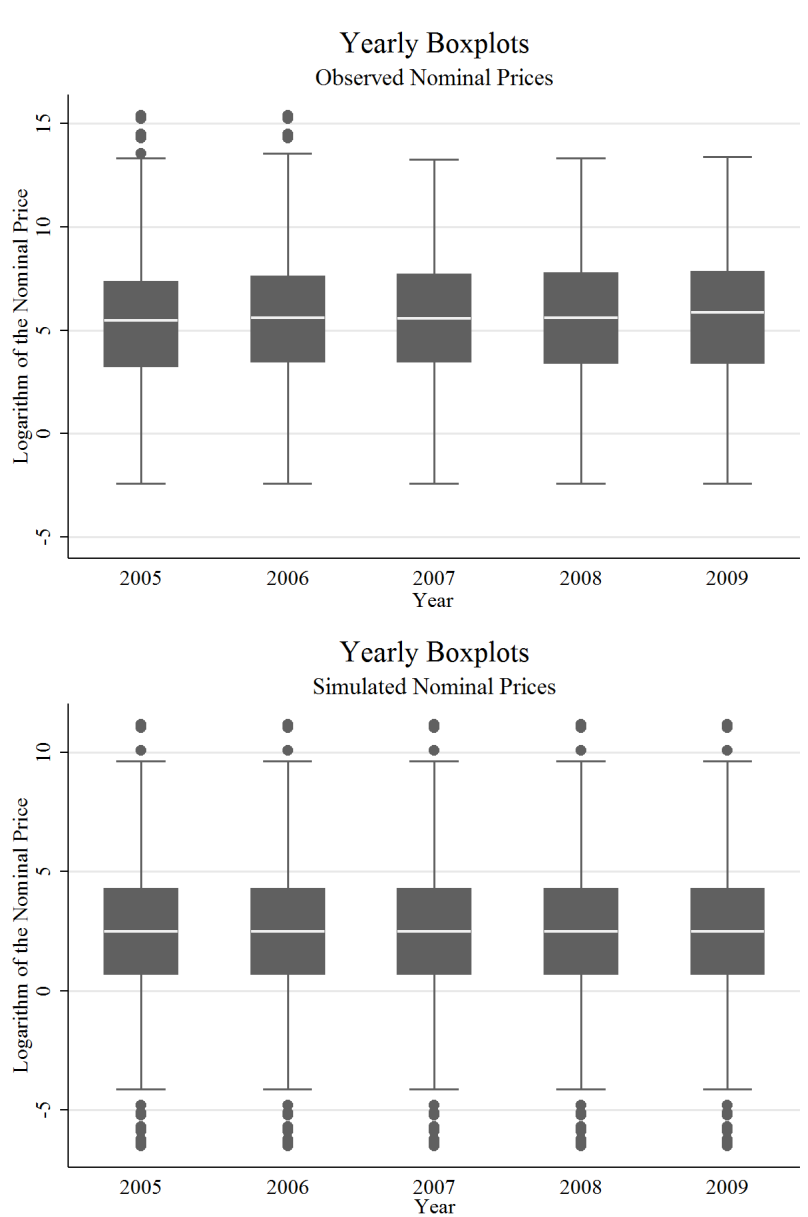 Yearly Boxplots
Observed Nominal Prices
Logarithm of the Nominal Price
15
10
5
0
-5
2005 2006 2007 2008 2009
Year
Yearly Boxplots
Simulated Nominal Prices
Logarithm of the Nominal Price
10
5
0
-5
2005 2006 2007 2008 2009
Year